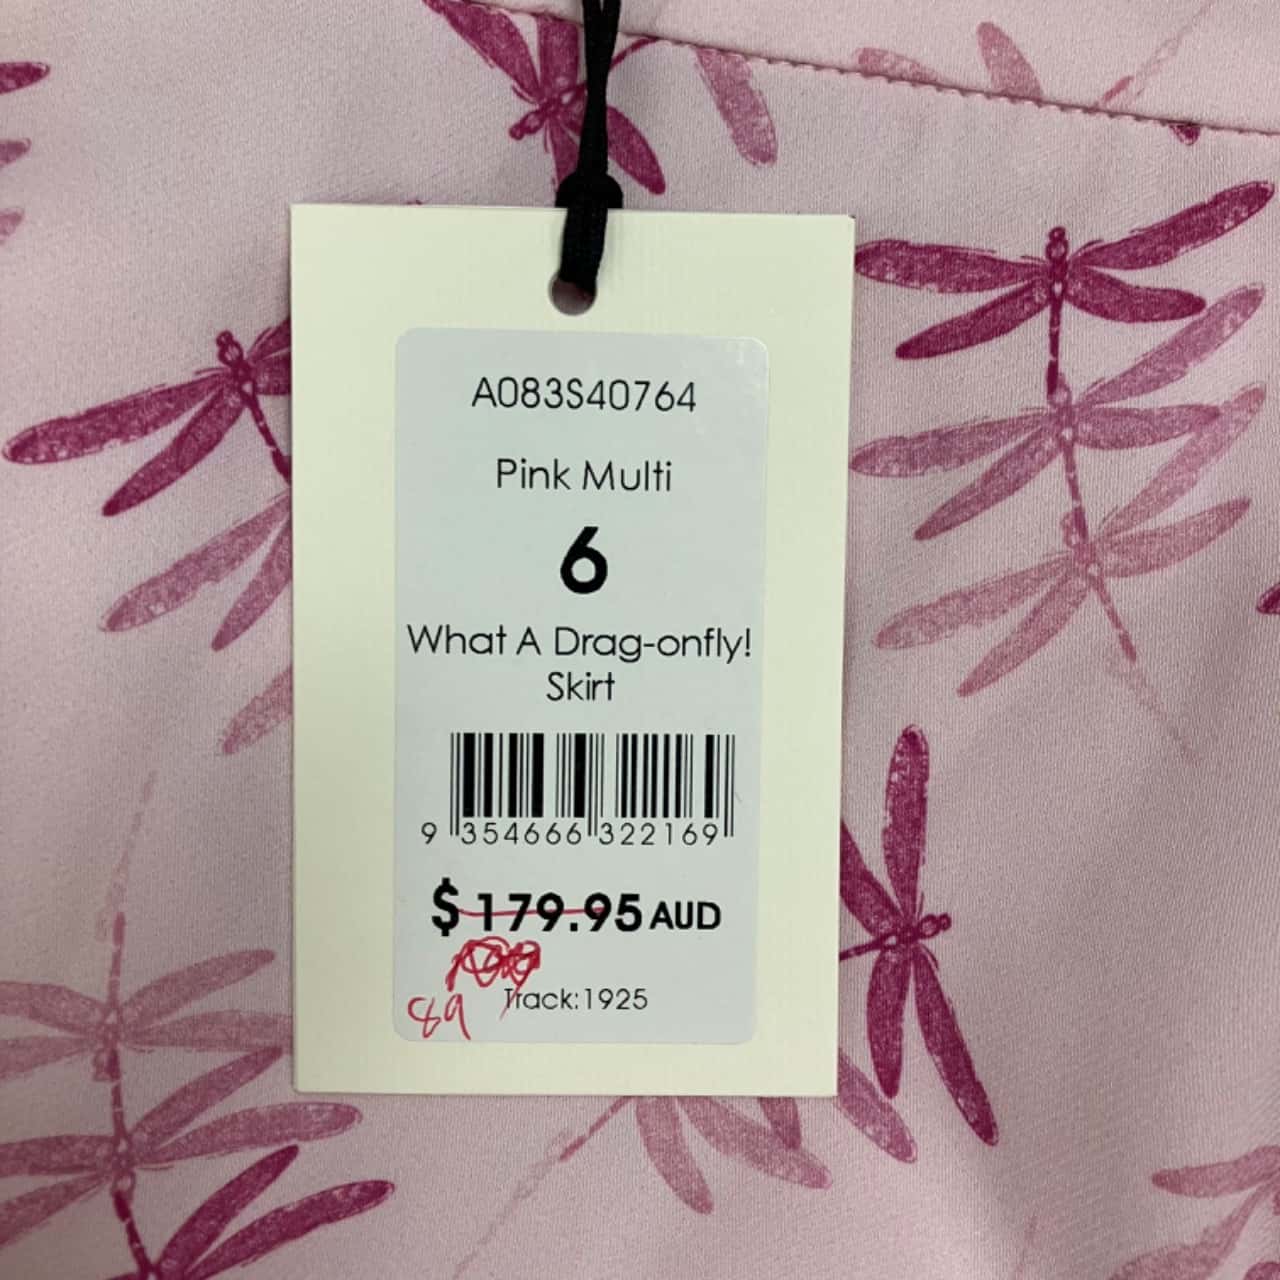 A083S40764
Pink Multi
6
What A Drag-onfly!
Skirt
9 354666 322169
$179.95 AUD
Track:1925
89